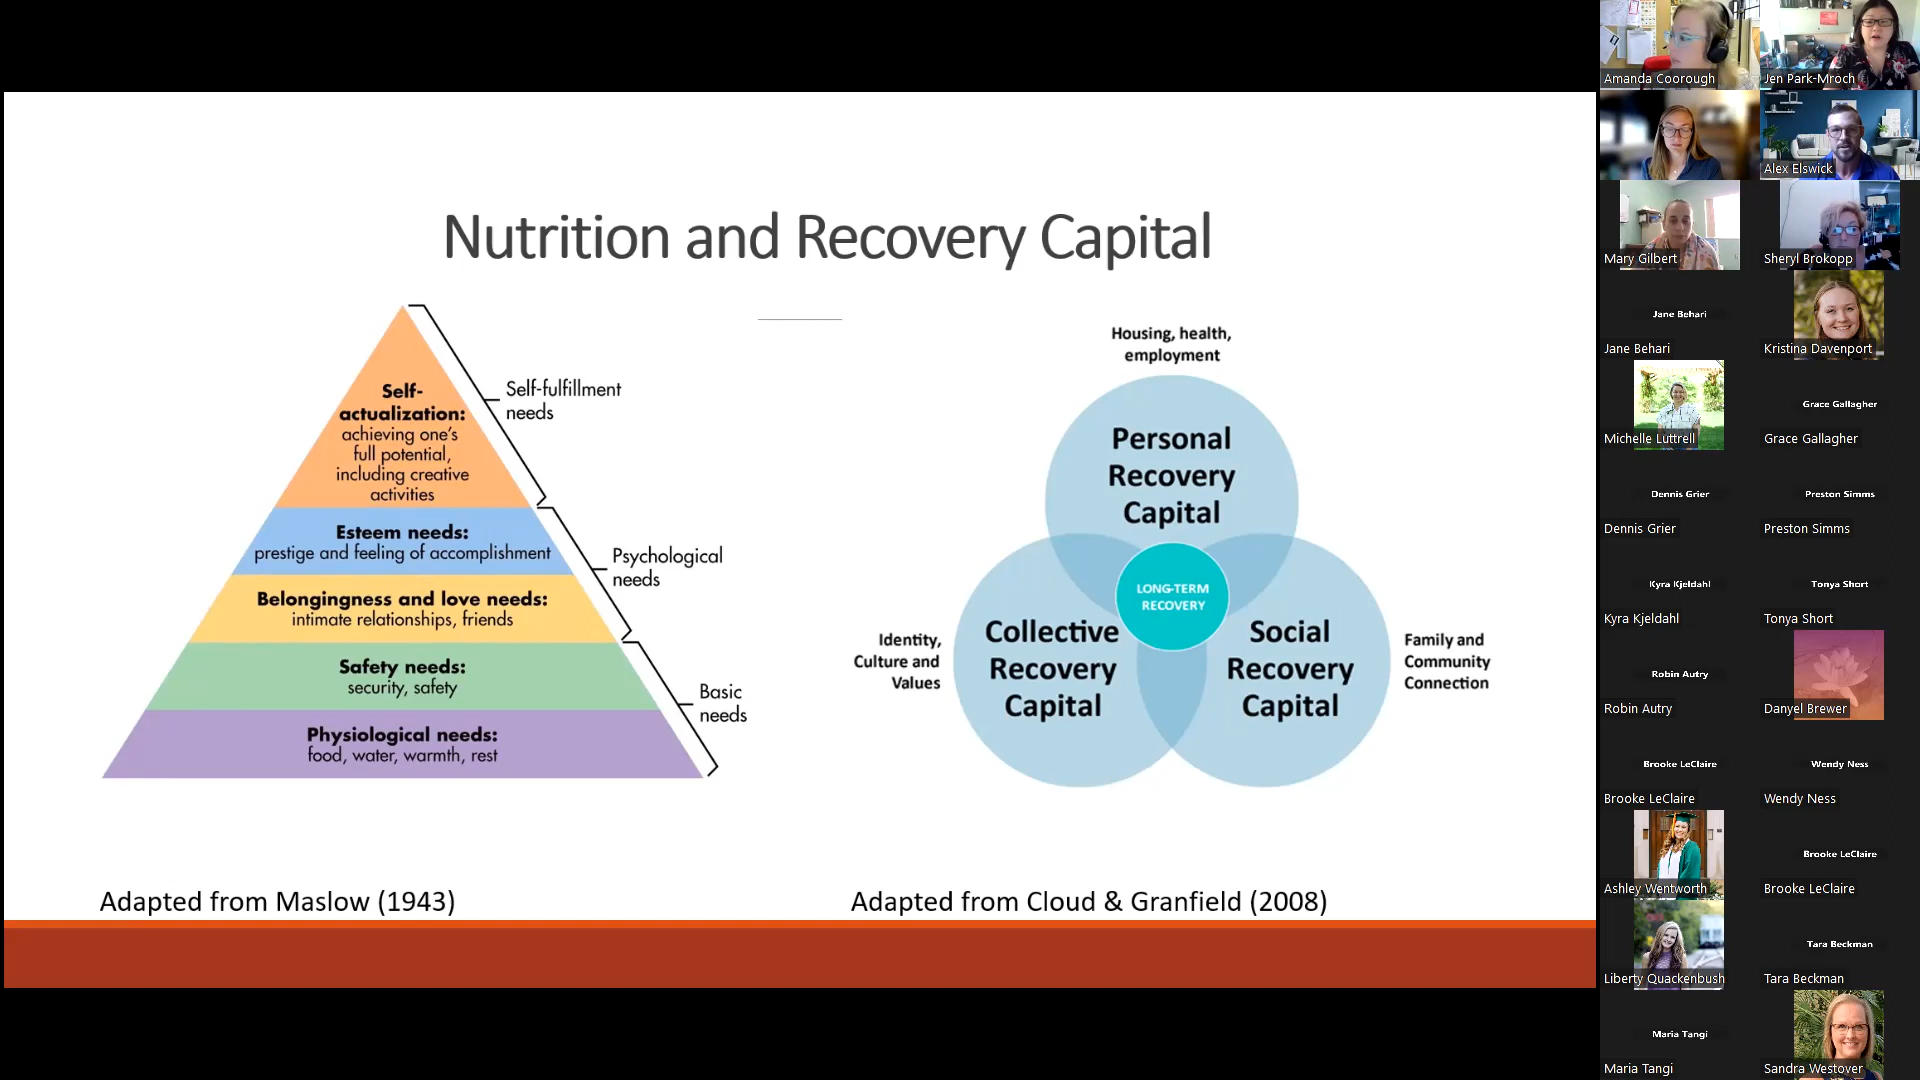 Nutrition and Recovery Capital
Self-
actualization:
achieving one's
full potential,
including creative
activities
Esteem needs:
prestige and feeling of accomplishment
Belongingness and love needs:
intimate relationships, friends
Safety needs:
security, safety
Physiological needs:
food, water, warmth, rest
Self-fulfillment
needs
Psychological
needs
Basic
needs
Adapted from Maslow (1943)
Housing, health,
employment
Personal
Recovery
Capital
LONG-TERM
RECOVERY
Identity,
Culture and
Values
Collective
Recovery
Capital
Social
Recovery
Capital
Family and
Community
Connection
Adapted from Cloud & Granfield (2008)
Amanda Coorough
Jen Park-Mroch
Alex Elswick
Mary Gilbert
Sheryl Brokopp
Jane Behari
Jane Behari
Kristina Davenport
Michelle Luttrell
Grace Gallagher
Grace Gallagher
Dennis Grier
Dennis Grier
Preston Simms
Preston Simms
Kyra Kjeldahl
Kyra Kjeldahl
Tonya Short
Tonya Short
Robin Autry
Robin Autry
Danyel Brewer
Brooke LeClaire
Brooke LeClaire
Wendy Ness
Wendy Ness
Ashley Wentworth
Brooke LeClaire
Brooke LeClaire
Liberty Quackenbush
Tara Beckman
Tara Beckman
Maria Tangi
Maria Tangi
Sandra Westover